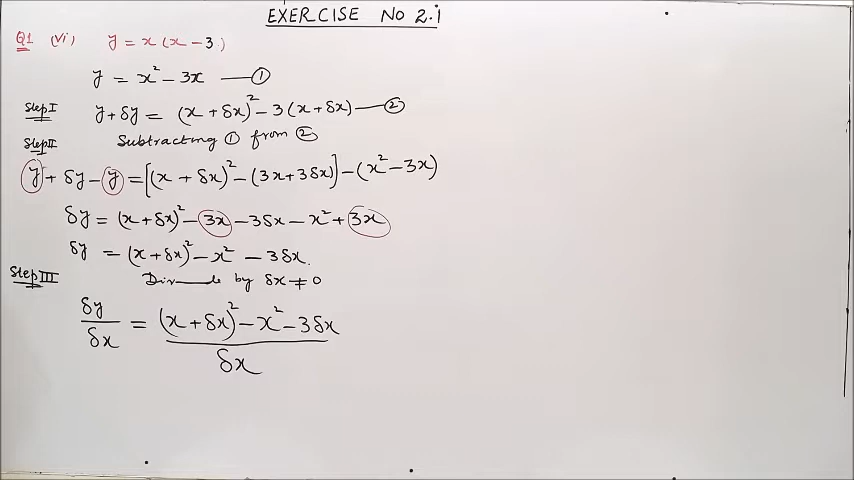 EXERCISE No 2.1
Q1 (vi) y = x (x - 3)
y = x² - 3x —— ①
Step I y + δy = (x + δx)² - 3(x + δx) —— ②
Step II Subtracting ① from ②
y + δy - y = [(x + δx)² - (3x + 3δx)] - (x² - 3x)
δy = (x + δx)² - 3x - 3δx - x² + 3x
δy = (x + δx)² - x² - 3δx.
Step III by δx ≠ 0
δy/δx = ((x + δx)² - x² - 3δx)/δx